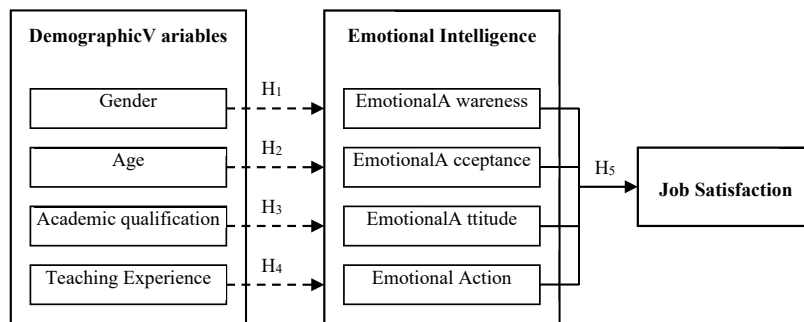 DemographicV ariables
Gender
Age
Academic qualification
Teaching Experience
H1
H2
H3
H4
Emotional Intelligence
EmotionalA wareness
EmotionalA cceptance
EmotionalA ttitude
Emotional Action
H5
Job Satisfaction